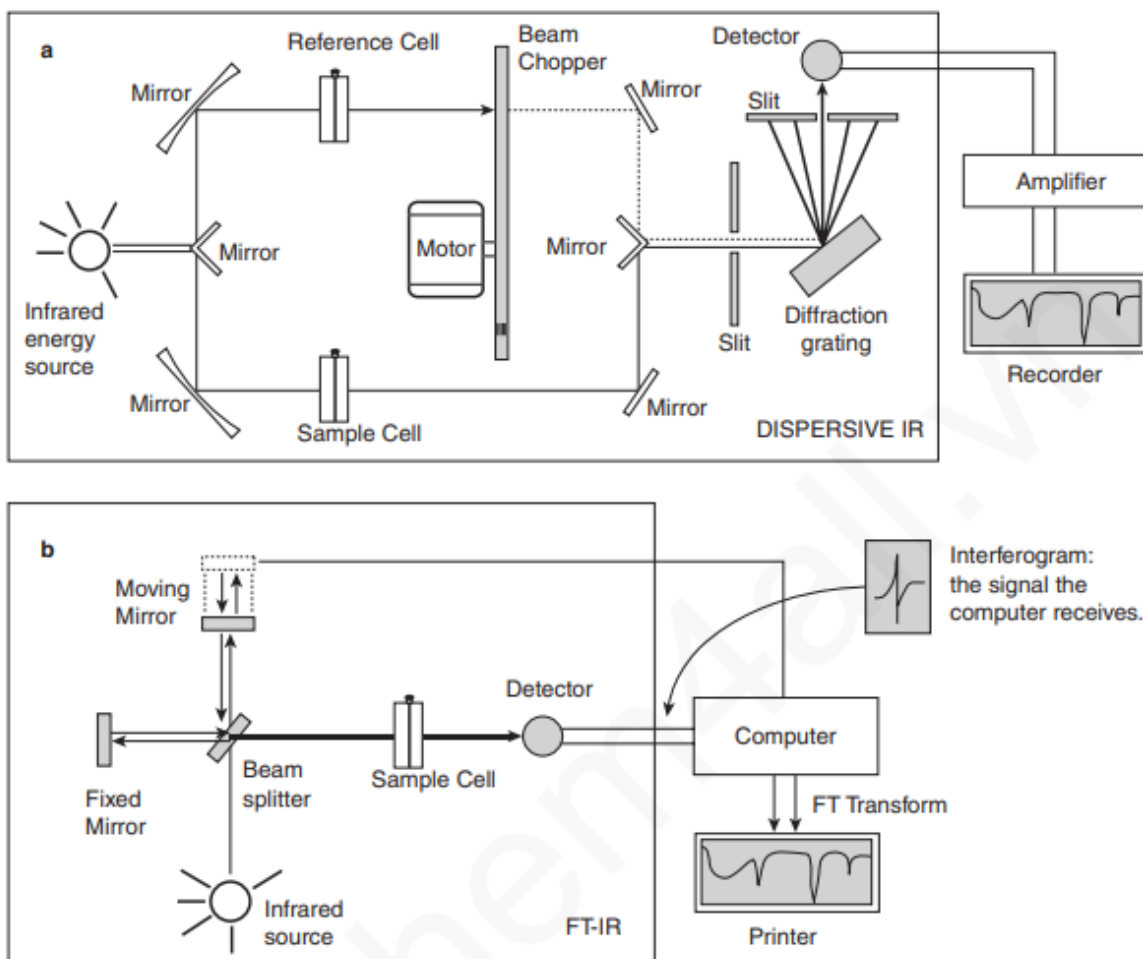 a
Reference Cell
Beam
Chopper
Detector
Mirror
Mirror
Slit
Amplifier
Mirror
Motor
Mirror
Infrared
energy
source
Slit
Diffraction
grating
Recorder
Mirror
Sample Cell
Mirror
DISPERSIVE IR
b
Moving
Mirror
Interferogram:
the signal the
computer receives.
Detector
Computer
Fixed
Mirror
Beam
splitter
Sample Cell
FT Transform
Infrared
source
FT-IR
Printer
hem4all.vn